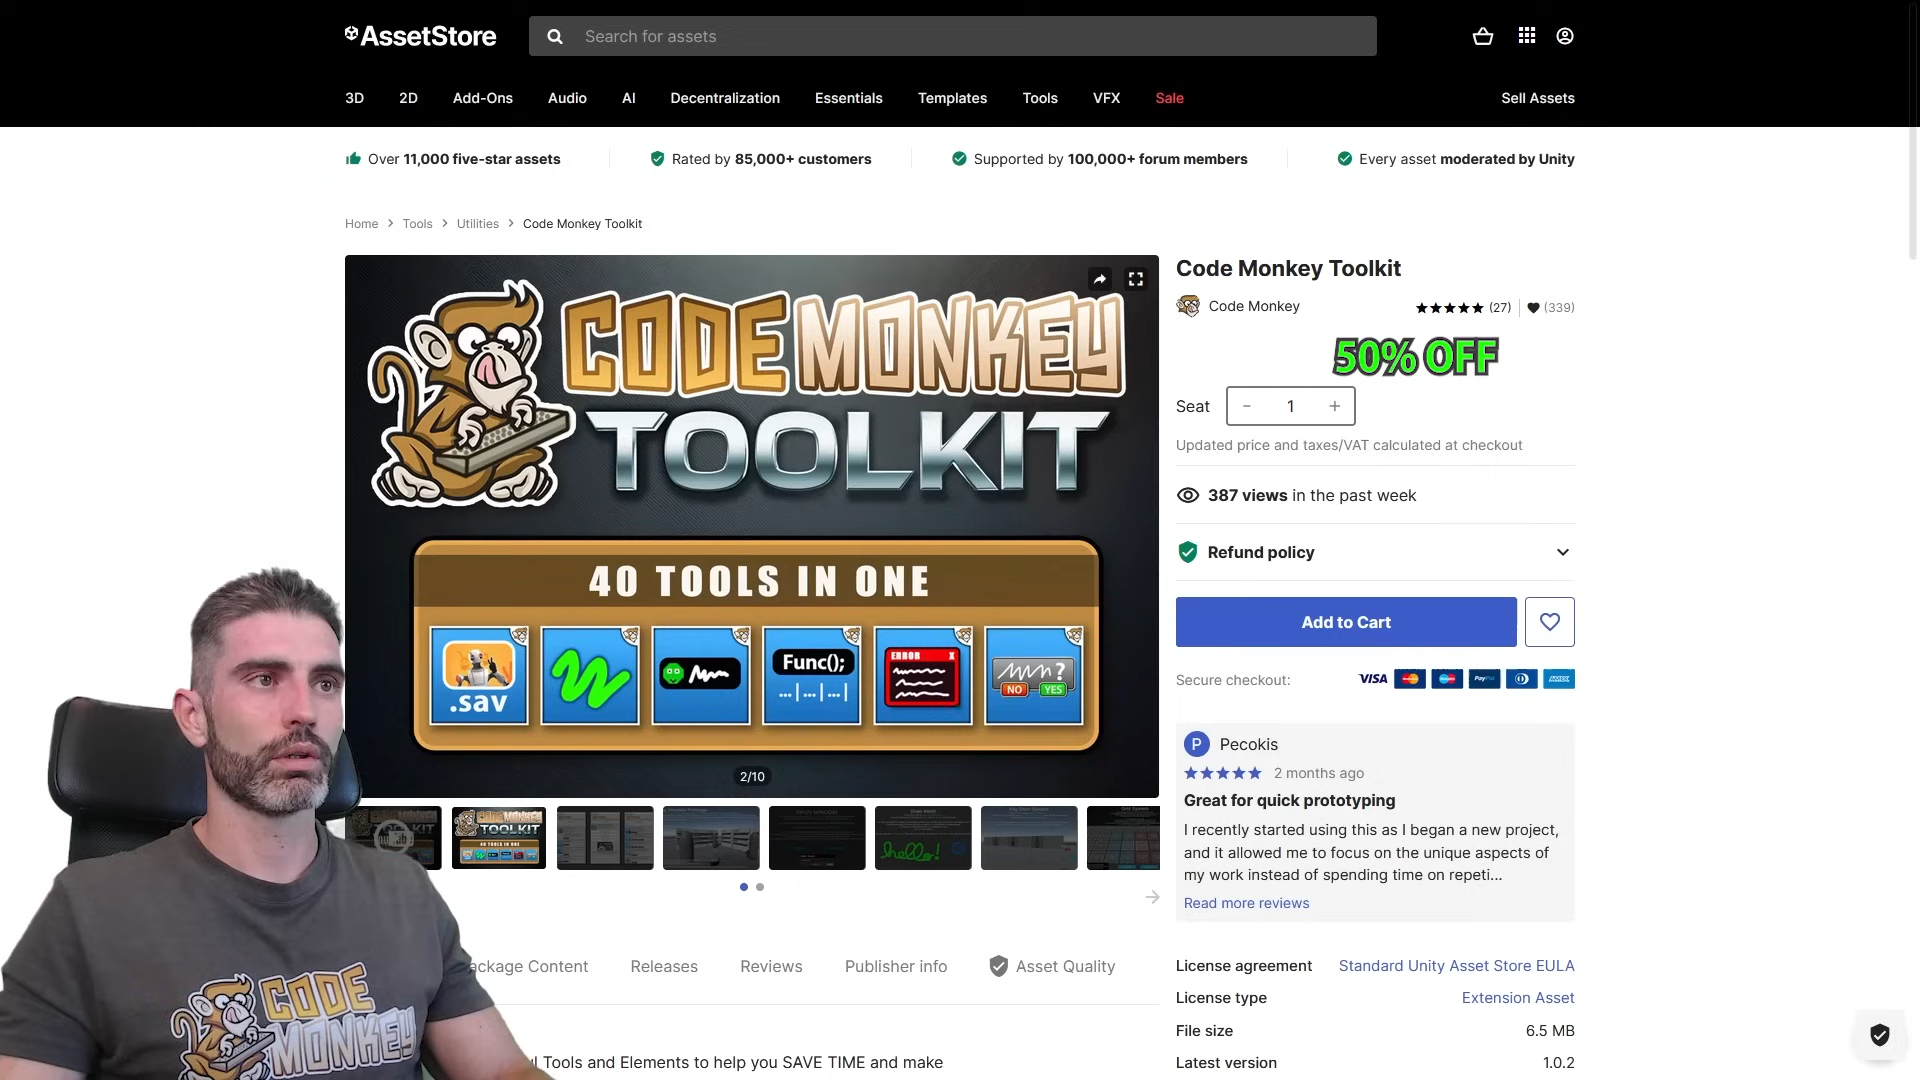 AssetStore
Search for assets
3D 2D Add-Ons Audio AI Decentralization Essentials Templates Tools VFX Sale Sell Assets
Over 11,000 five-star assets
Rated by 85,000+ customers
Supported by 100,000+ forum members
Every asset moderated by Unity
Home > Tools > Utilities > Code Monkey Toolkit
CODE MONKEY
TOOLKIT
40 TOOLS IN ONE
.sav
Func();
...|...|...|
ERROR X
?
NO YES
2/10
CODE MONKEY
TOOLKIT
40 TOOLS IN ONE
hello!
Code Monkey Toolkit
Code Monkey
(27) (339)
50% OFF
Seat - 1 +
Updated price and taxes/VAT calculated at checkout
387 views in the past week
Refund policy
Add to Cart
Secure checkout: VISA PayPal
P Pecokis
2 months ago
Great for quick prototyping
I recently started using this as I began a new project,
and it allowed me to focus on the unique aspects of
my work instead of spending time on repeti...
Read more reviews
ackage Content Releases Reviews Publisher info Asset Quality
License agreement Standard Unity Asset Store EULA
License type Extension Asset
File size 6.5 MB
Latest version 1.0.2
Tools and Elements to help you SAVE TIME and make
CODE
MONKEY